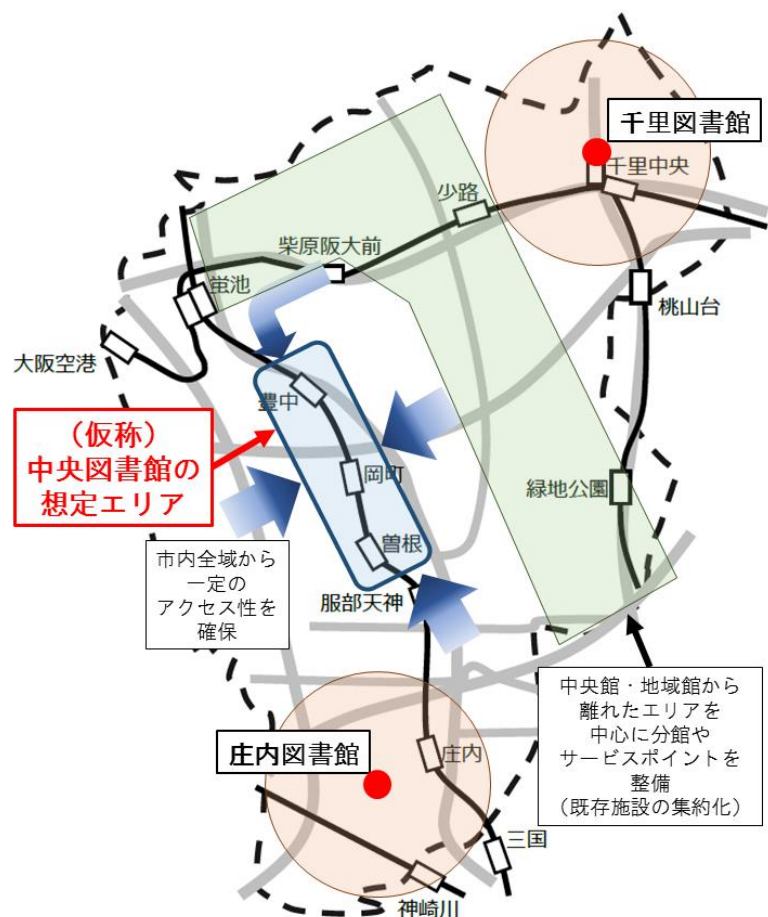 千里図書館
千里中央
少路
柴原阪大前
蛍池
桃山台
大阪空港
豊中
（仮称）
中央図書館の
想定エリア
岡町
緑地公園
曽根
市内全域から
一定の
アクセス性を
確保
服部天神
中央館・地域館から
離れたエリアを
中心に分館や
サービスポイントを
整備
（既存施設の集約化）
庄内図書館
庄内
三国
神崎川